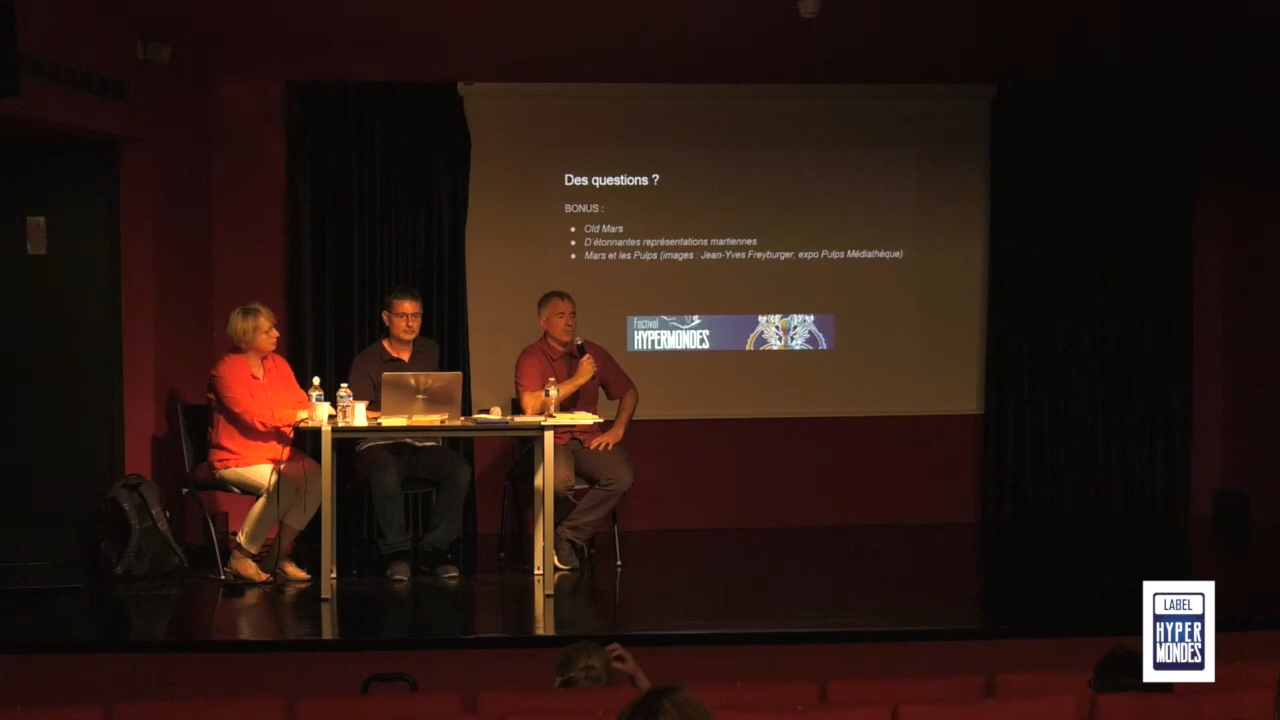 Des questions ?
BONUS :
● Old Mars
● D'étonnantes représentations martiennes
● Mars et les Pulps (images : Jean-Yves Freyburger, expo Pulps Médiathèque)
Factival
HYPERMONDES
LABEL
HYPER
MONDES